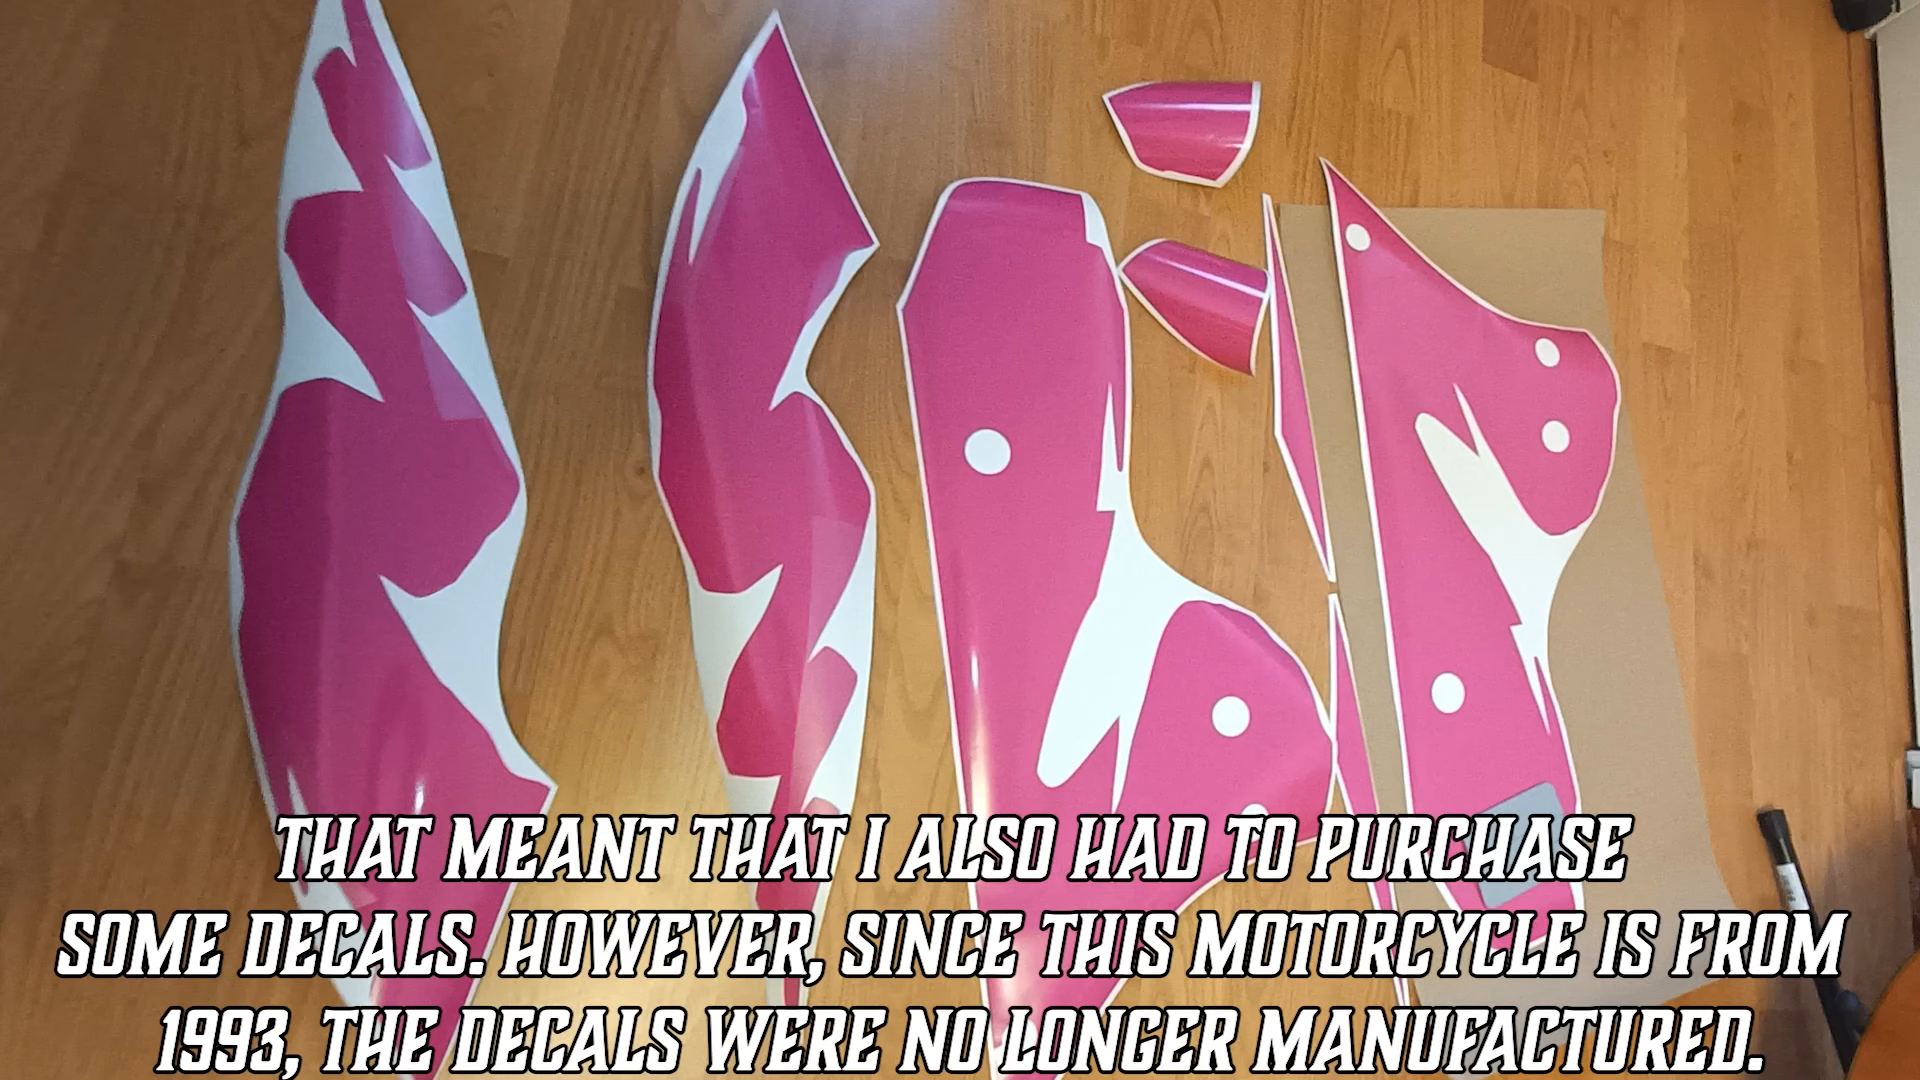 THAT MEANT THAT I ALSO HAD TO PURCHASE
SOME DECALS. HOWEVER, SINCE THIS MOTORCYCLE IS FROM
1993, THE DECALS WERE NO LONGER MANUFACTURED.